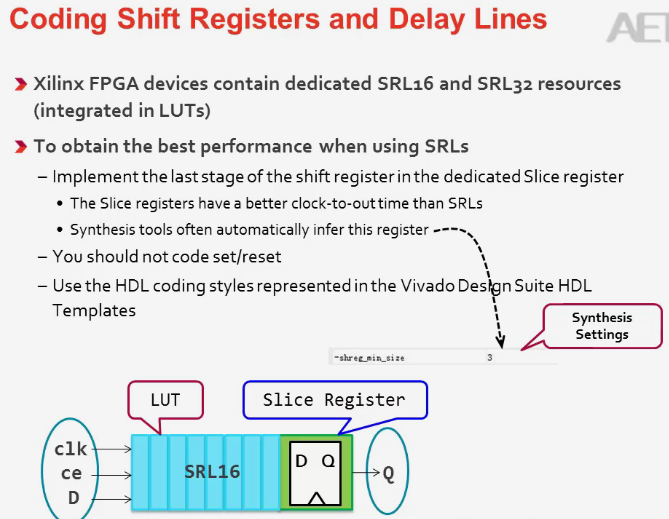 Coding Shift Registers and Delay Lines
Xilinx FPGA devices contain dedicated SRL16 and SRL32 resources
(integrated in LUTs)
To obtain the best performance when using SRLs
– Implement the last stage of the shift register in the dedicated Slice register
• The Slice registers have a better clock-to-out time than SRLs
• Synthesis tools often automatically infer this register
– You should not code set/reset
– Use the HDL coding styles represented in the Vivado Design Suite HDL
Templates
Synthesis
Settings
-shreg_min_size 3
LUT
Slice Register
clk
ce
D
SRL16
D Q
Q